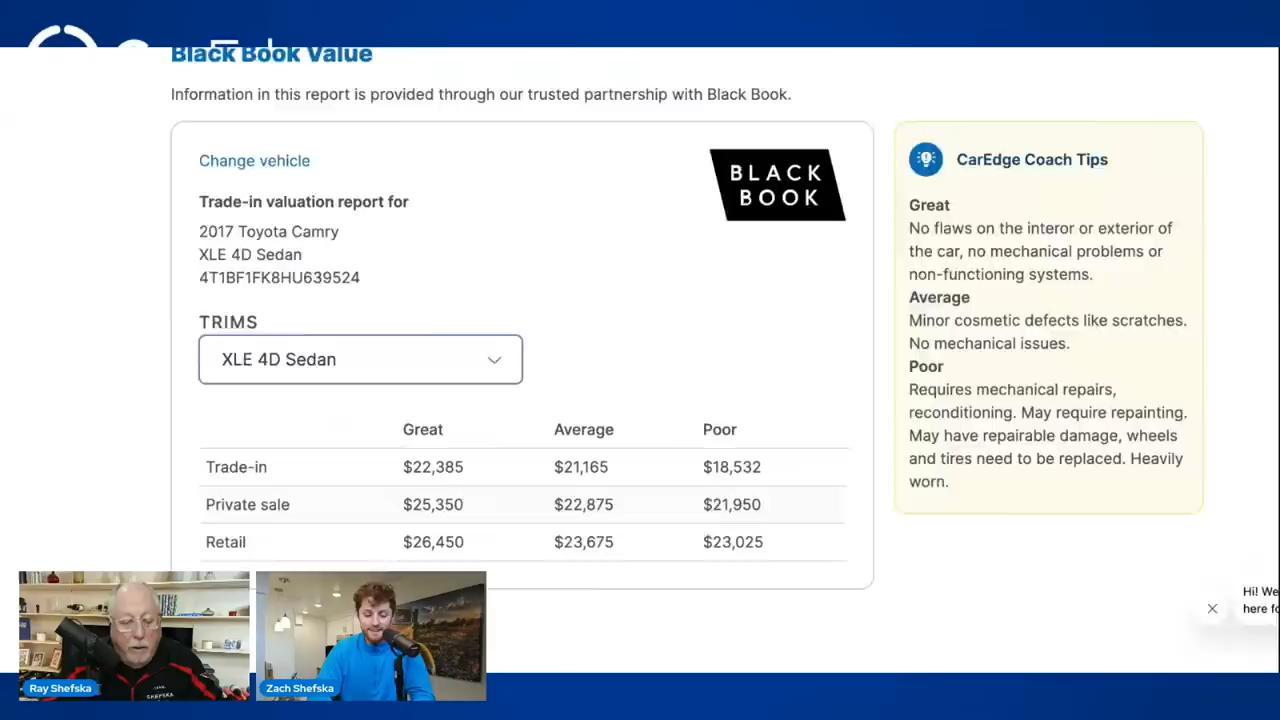 Black Book Value
Information in this report is provided through our trusted partnership with Black Book.
Change vehicle
BLACK
BOOK
Trade-in valuation report for
2017 Toyota Camry
XLE 4D Sedan
4T1BF1FK8HU639524
TRIMS
XLE 4D Sedan
Great Average Poor
Trade-in $22,385 $21,165 $18,532
Private sale $25,350 $22,875 $21,950
Retail $26,450 $23,675 $23,025
CarEdge Coach Tips
Great
No flaws on the interor or exterior of
the car, no mechanical problems or
non-functioning systems.
Average
Minor cosmetic defects like scratches.
No mechanical issues.
Poor
Requires mechanical repairs,
reconditioning. May require repainting.
May have repairable damage, wheels
and tires need to be replaced. Heavily
worn.
Hi! We
here fo
SHEFSKA
Ray Shefska
Zach Shefska